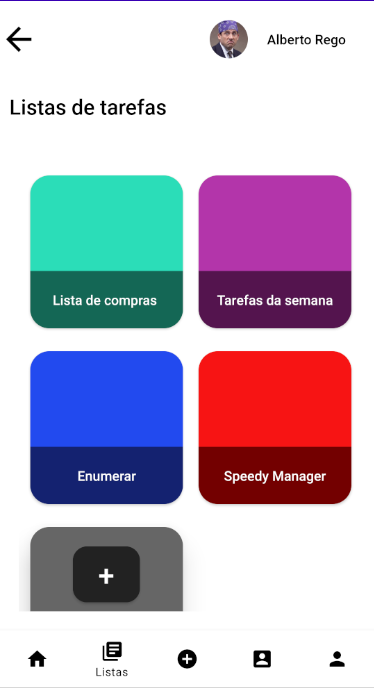 Alberto Rego
Listas de tarefas
Lista de compras
Tarefas da semana
Enumerar
Speedy Manager
+
Listas